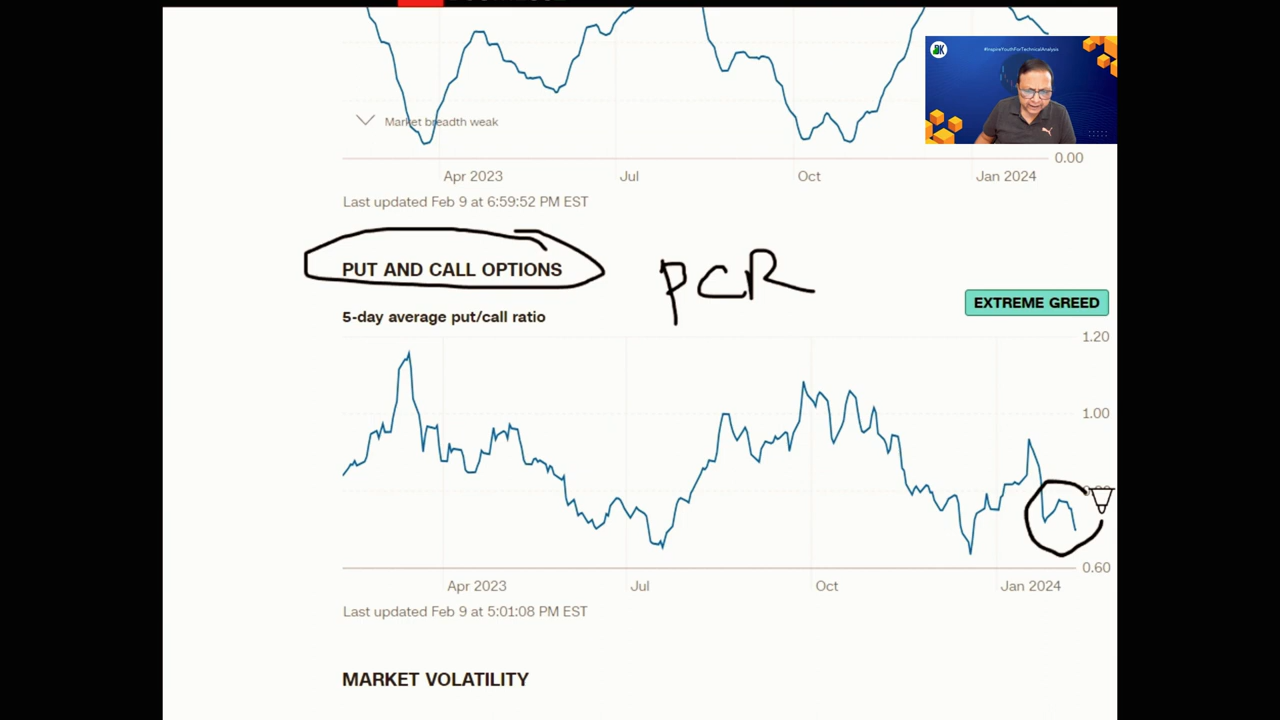 #InspireYouthForTechnicalAnalysis
Market breadth weak
0.00
Apr 2023 Jul Oct Jan 2024
Last updated Feb 9 at 6:59:52 PM EST
PUT AND CALL OPTIONS
PCR
EXTREME GREED
5-day average put/call ratio
1.20
1.00
0.60
Apr 2023 Jul Oct Jan 2024
Last updated Feb 9 at 5:01:08 PM EST
MARKET VOLATILITY